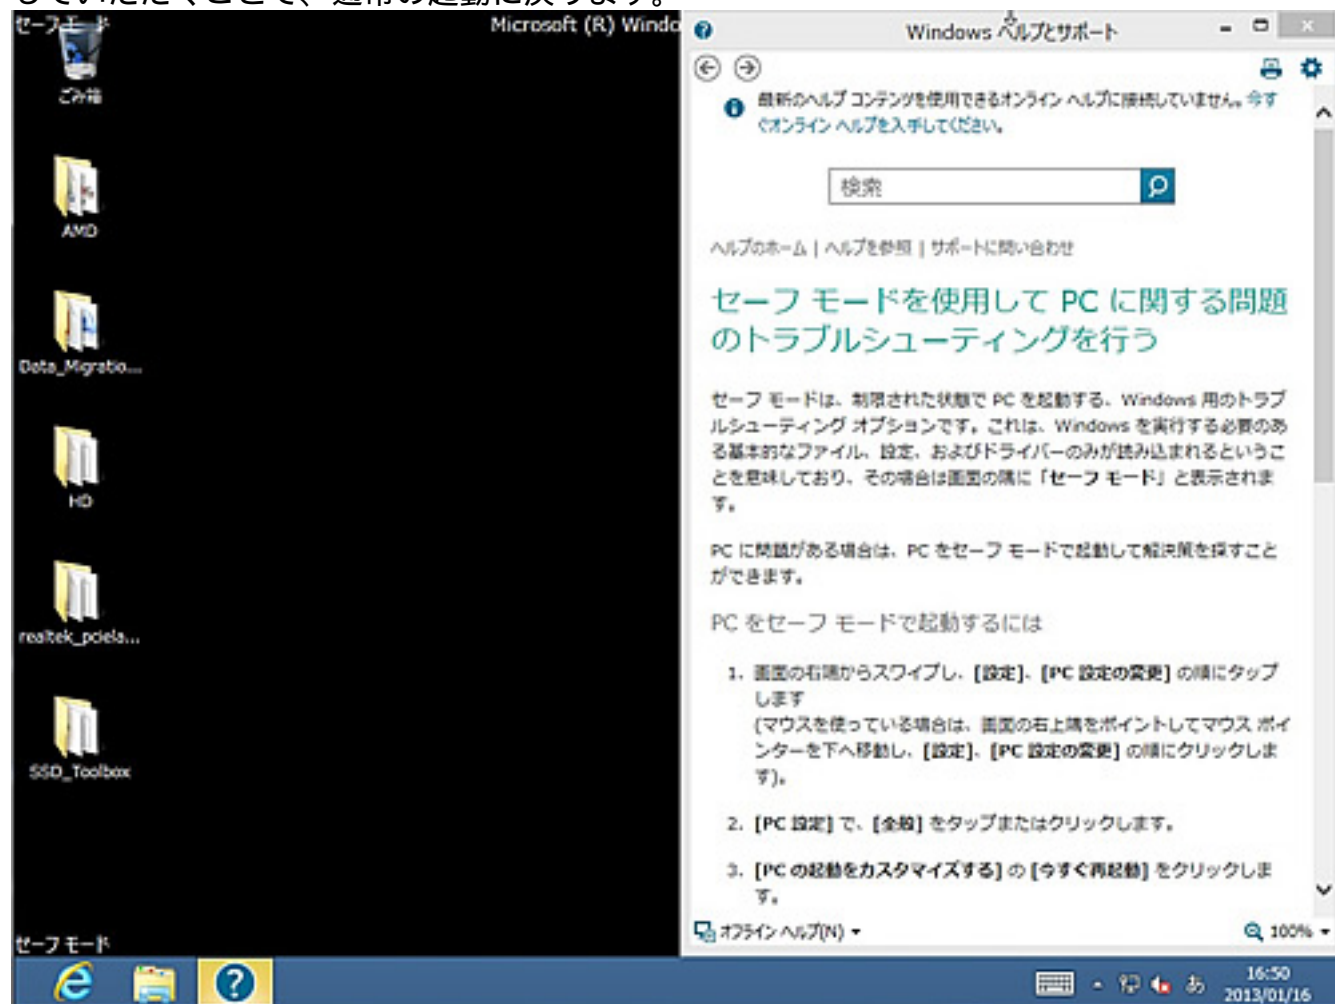 していただくことで、通常の起動に戻ります。
セーフモード
Microsoft (R) Windo
ごみ箱
AMD
Data_Migratio...
HD
realtek_pciela...
SSD_Toolbox
セーフモード
Windows ヘルプとサポート
最新のヘルプ コンテンツを使用できるオンライン ヘルプに接続していません。今す
ぐオンライン ヘルプを入手してください。
検索
ヘルプのホーム | ヘルプを参照 | サポートに問い合わせ
セーフ モードを使用して PC に関する問題
のトラブルシューティングを行う
セーフ モードは、制限された状態で PC を起動する、Windows 用のトラブ
ルシューティング オプションです。これは、Windows を実行する必要のあ
る基本的なファイル、設定、およびドライバーのみが読み込まれるというこ
とを意味しており、その場合は画面の隅に「セーフ モード」と表示されま
す。
PC に問題がある場合は、PC をセーフ モードで起動して解決策を探すこと
ができます。
PC をセーフ モードで起動するには
1. 画面の右端からスワイプし、[設定]、[PC 設定の変更] の順にタップ
します
(マウスを使っている場合は、画面の右上端をポイントしてマウス ポイ
ンターを下へ移動し、[設定]、[PC 設定の変更] の順にクリックしま
す)。
2. [PC 設定] で、[全般] をタップまたはクリックします。
3. [PC の起動をカスタマイズする] の [今すぐ再起動] をクリックしま
す。
オフライン ヘルプ(N)
100%
あ
16:50
2013/01/16